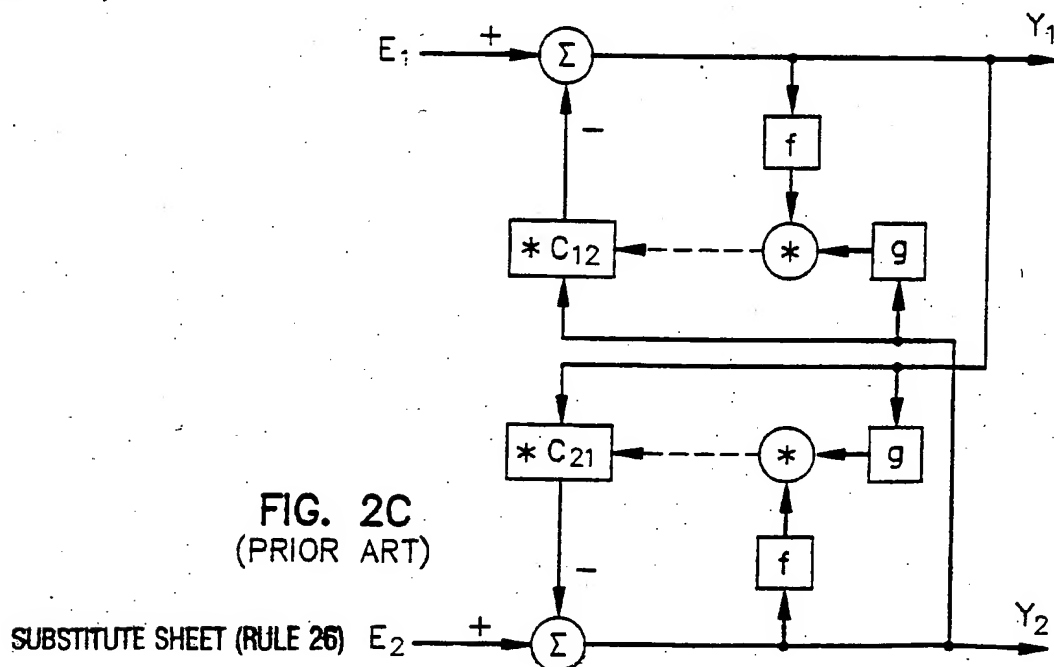 Y1
E1 + Σ
f
−
* C12 * g
* C21 * g
FIG. 2C
(PRIOR ART)
f
−
SUBSTITUTE SHEET (RULE 26) E2 + Σ
Y2